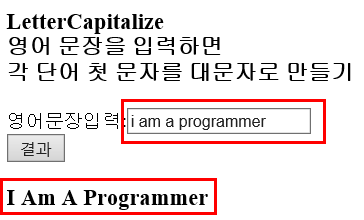 LetterCapitalize
영어 문장을 입력하면
각 단어 첫 문자를 대문자로 만들기
영어문장입력: i am a programmer
결과
I Am A Programmer